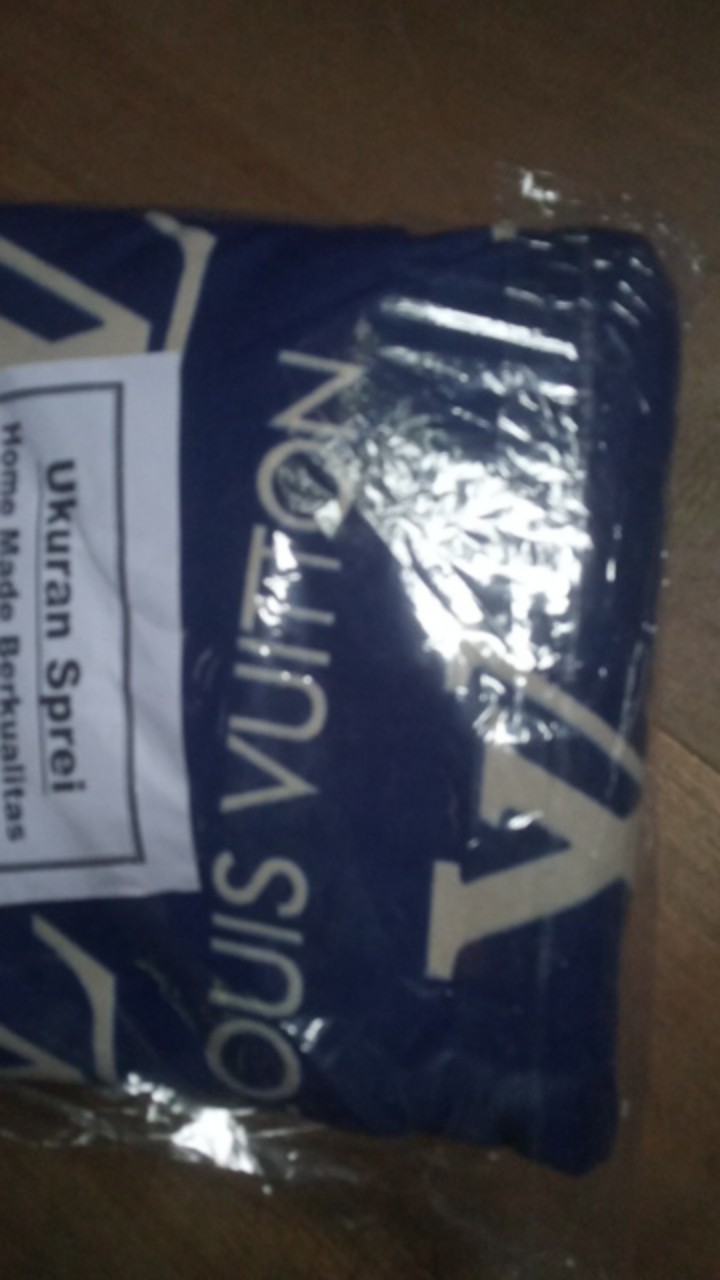 Ukuran Sprei
Home Made Berkualitas
OUIS VUITTON
V